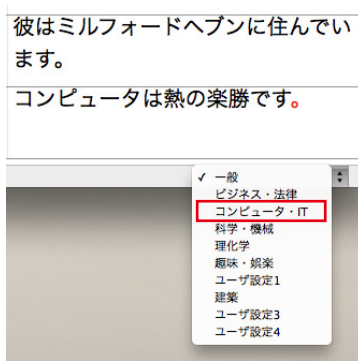 彼はミルフォードヘブンに住んでい
ます。
コンピュータは熱の楽勝です。
✓ 一般
ビジネス・法律
コンピュータ・IT
科学・機械
理化学
趣味・娯楽
ユーザ設定1
建築
ユーザ設定3
ユーザ設定4